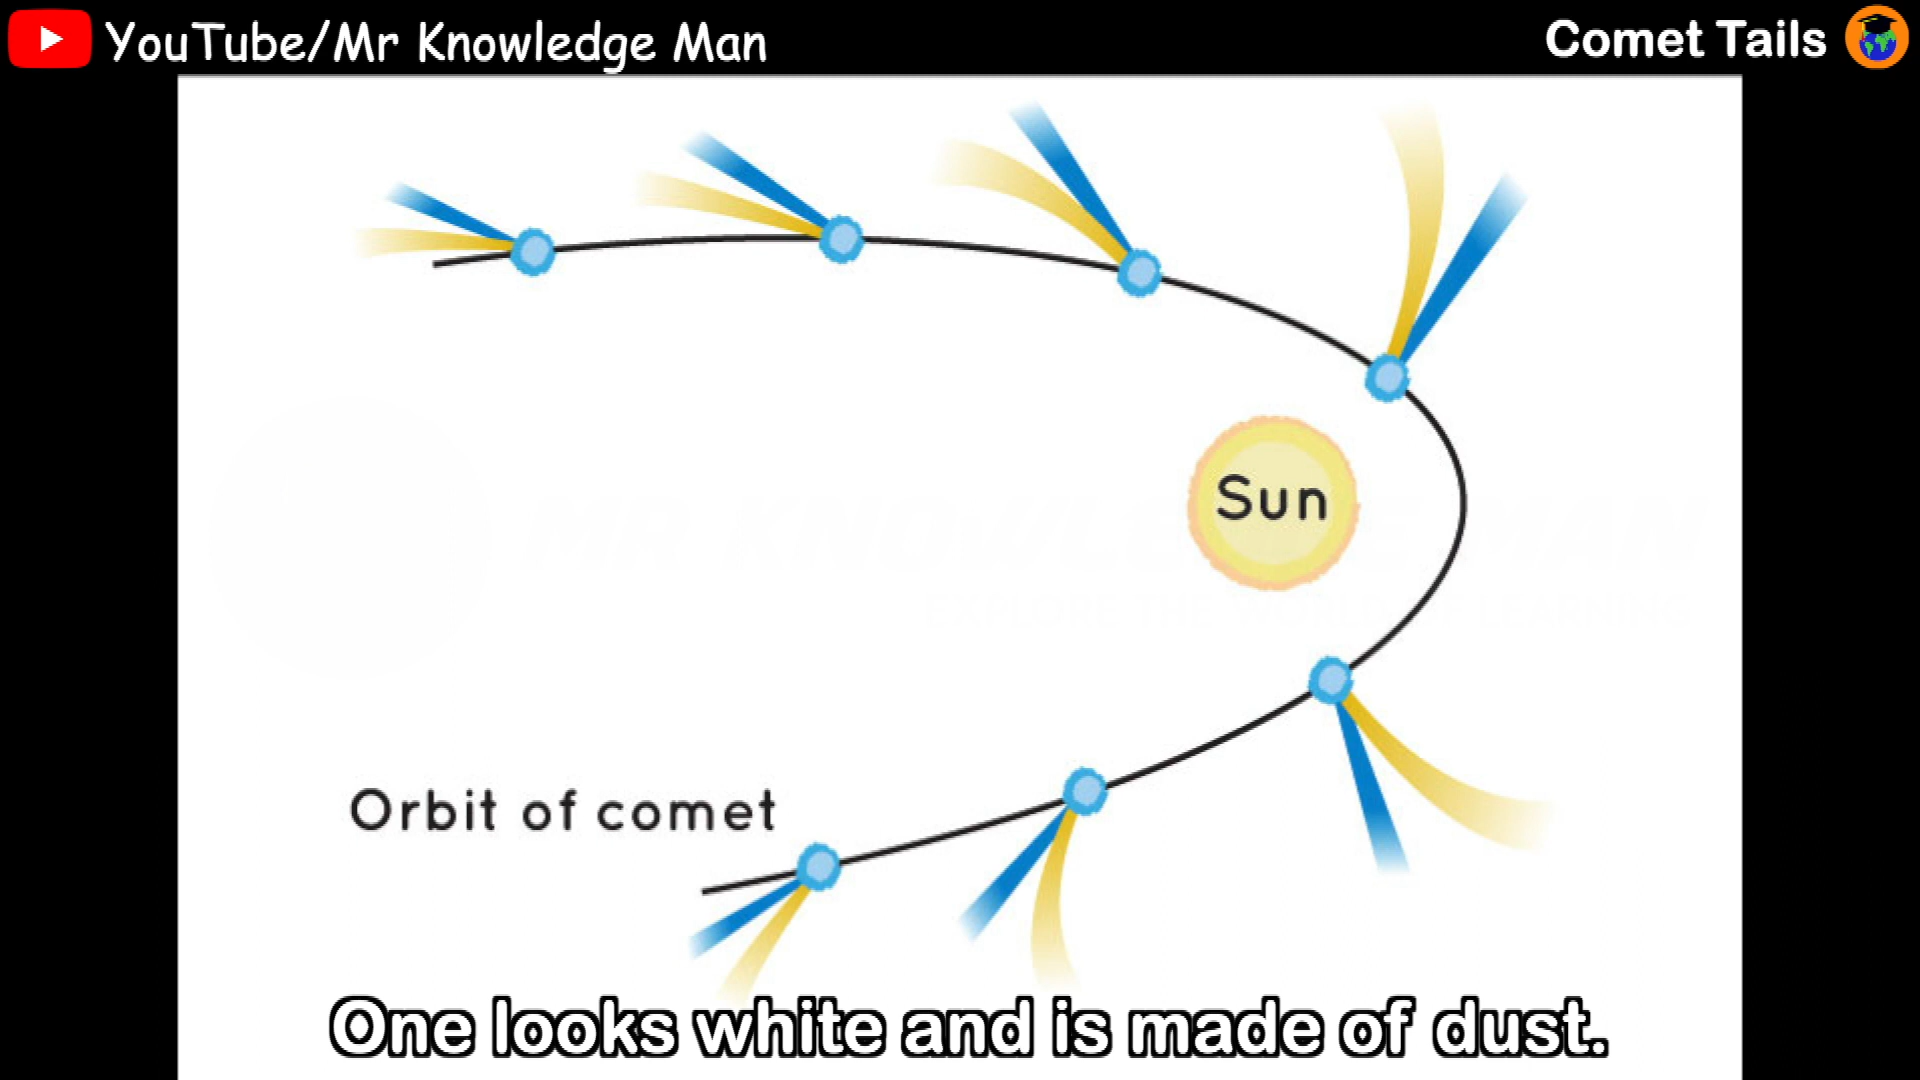 YouTube/Mr Knowledge Man
Comet Tails
Sun
Orbit of comet
One looks white and is made of dust.